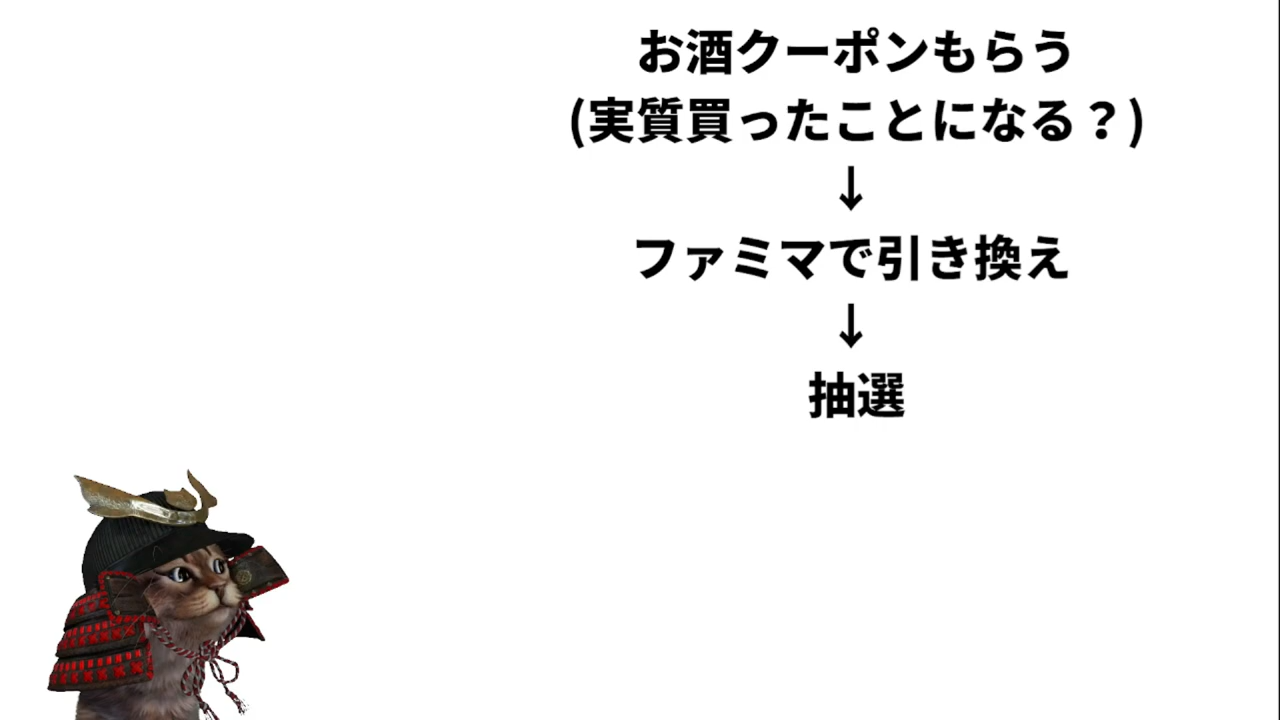 お酒クーポンもらう
(実質買ったことになる？)
↓
ファミマで引き換え
↓
抽選